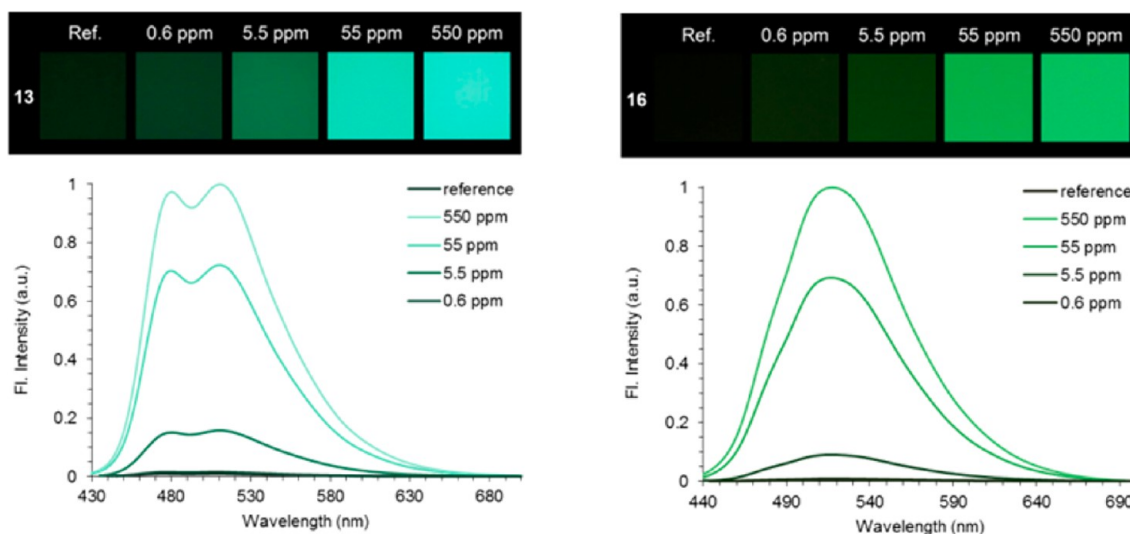 Ref. 0.6 ppm 5.5 ppm 55 ppm 550 ppm
13
1
0.8
0.6
0.4
0.2
0
Fl. Intensity (a.u.)
reference
550 ppm
55 ppm
5.5 ppm
0.6 ppm
430 480 530 580 630 680
Wavelength (nm)
Ref. 0.6 ppm 5.5 ppm 55 ppm 550 ppm
16
1
0.8
0.6
0.4
0.2
0
Fl. Intensity (a.u.)
reference
550 ppm
55 ppm
5.5 ppm
0.6 ppm
440 490 540 590 640 690
Wavelength (nm)